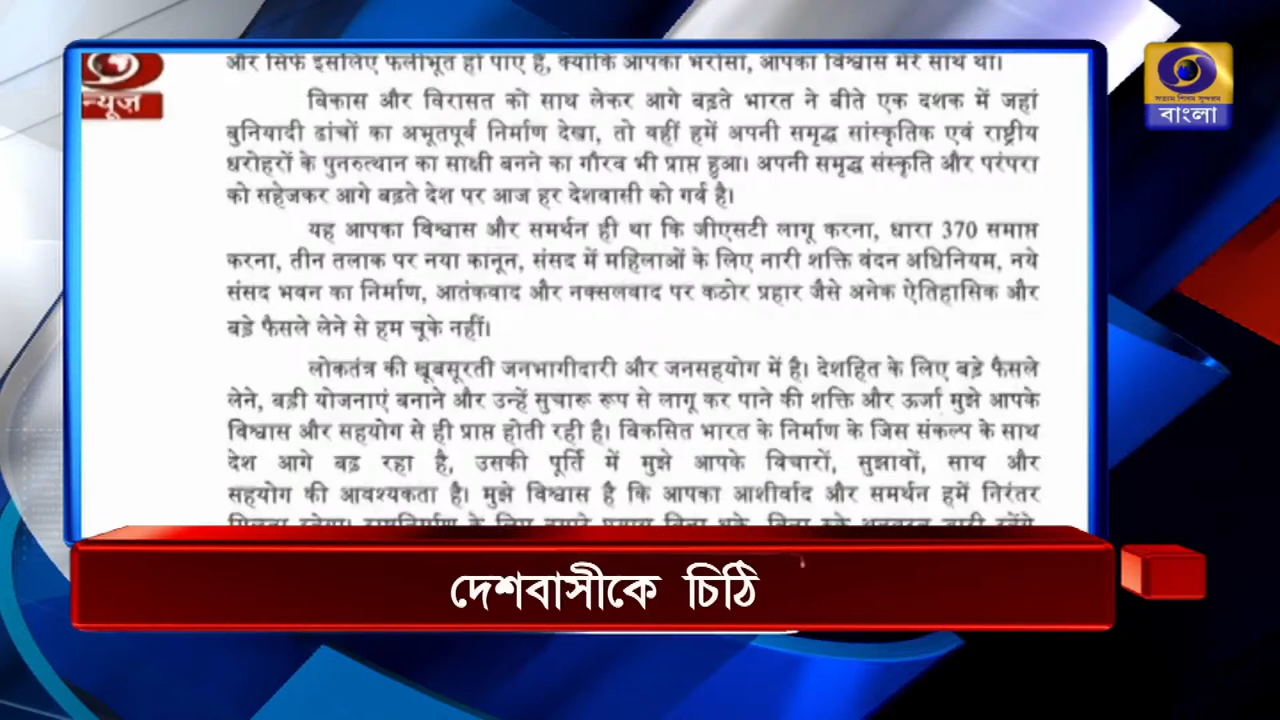 और सिर्फ इसलिए फलीभूत हो पाए हैं, क्योंकि आपका भरोसा, आपका विश्वास मेरे साथ था।
न्यूज़
विकास और विरासत को साथ लेकर आगे बढ़ते भारत ने बीते एक दशक में जहां
बुनियादी ढांचों का अभूतपूर्व निर्माण देखा, तो वहीं हमें अपनी समृद्ध सांस्कृतिक एवं राष्ट्रीय
धरोहरों के पुनरुत्थान का साक्षी बनने का गौरव भी प्राप्त हुआ। अपनी समृद्ध संस्कृति और परंपरा
को सहेजकर आगे बढ़ते देश पर आज हर देशवासी को गर्व है।
यह आपका विश्वास और समर्थन ही था कि जीएसटी लागू करना, धारा 370 समाप्त
करना, तीन तलाक पर नया कानून, संसद में महिलाओं के लिए नारी शक्ति वंदन अधिनियम, नये
संसद भवन का निर्माण, आतंकवाद और नक्सलवाद पर कठोर प्रहार जैसे अनेक ऐतिहासिक और
बड़े फैसले लेने से हम चूके नहीं।
लोकतंत्र की खूबसूरती जनभागीदारी और जनसहयोग में है। देशहित के लिए बड़े फैसले
लेने, बड़ी योजनाएं बनाने और उन्हें सुचारू रूप से लागू कर पाने की शक्ति और ऊर्जा मुझे आपके
विश्वास और सहयोग से ही प्राप्त होती रही है। विकसित भारत के निर्माण के जिस संकल्प के साथ
देश आगे बढ़ रहा है, उसकी पूर्ति में मुझे आपके विचारों, सुझावों, साथ और
सहयोग की आवश्यकता है। मुझे विश्वास है कि आपका आशीर्वाद और समर्थन हमें निरंतर
সত্যম শিবম সুন্দরম
বাংলা
দেশবাসীকে চিঠি